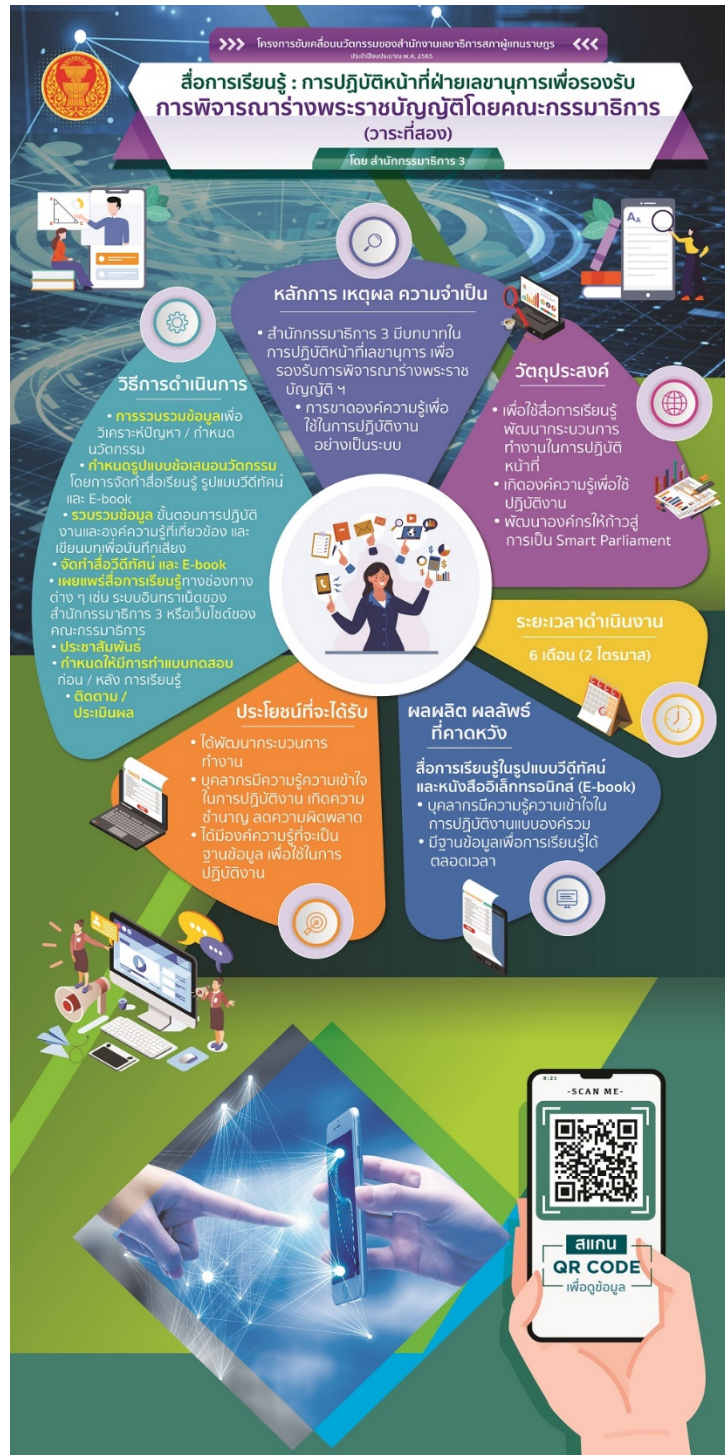 >>> โครงการขับเคลื่อนนวัตกรรมของสำนักงานเลขาธิการสภาผู้แทนราษฎร <<<
ประจำปีงบประมาณ พ.ศ. 2565
สื่อการเรียนรู้ : การปฏิบัติหน้าที่ฝ่ายเลขานุการเพื่อรองรับ
การพิจารณาร่างพระราชบัญญัติโดยคณะกรรมาธิการ
(วาระที่สอง)
โดย สำนักกรรมาธิการ 3
หลักการ เหตุผล ความจำเป็น
• สำนักกรรมาธิการ 3 มีบทบาทใน
การปฏิบัติหน้าที่เลขานุการ เพื่อ
รองรับการพิจารณาร่างพระราช
บัญญัติ ฯ
• การขาดองค์ความรู้เพื่อ
ใช้ในการปฏิบัติงาน
อย่างเป็นระบบ
วัตถุประสงค์
• เพื่อใช้สื่อการเรียนรู้
พัฒนากระบวนการ
ทำงานในการปฏิบัติ
หน้าที่
• เกิดองค์ความรู้เพื่อใช้
ปฏิบัติงาน
• พัฒนาองค์กรให้ก้าวสู่
การเป็น Smart Parliament
ระยะเวลาดำเนินงาน
6 เดือน (2 ไตรมาส)
ผลผลิต ผลลัพธ์
ที่คาดหวัง
สื่อการเรียนรู้ในรูปแบบวีดีทัศน์
และหนังสืออิเล็กทรอนิกส์ (E-book)
• บุคลากรมีความรู้ความเข้าใจใน
การปฏิบัติงานแบบองค์รวม
• มีฐานข้อมูลเพื่อการเรียนรู้ได้
ตลอดเวลา
ประโยชน์ที่จะได้รับ
• ได้พัฒนากระบวนการ
ทำงาน
• บุคลากรมีความรู้ความเข้าใจ
ในการปฏิบัติงาน เกิดความ
ชำนาญ ลดความผิดพลาด
• ได้มีองค์ความรู้ที่จะเป็น
ฐานข้อมูล เพื่อใช้ในการ
ปฏิบัติงาน
วิธีการดำเนินการ
• การรวบรวมข้อมูลเพื่อ
วิเคราะห์ปัญหา / กำหนด
นวัตกรรม
• กำหนดรูปแบบข้อเสนอนวัตกรรม
โดยการจัดทำสื่อเรียนรู้ รูปแบบวีดีทัศน์
และ E-book
• รวบรวมข้อมูล ขั้นตอนการปฏิบัติ
งานและองค์ความรู้ที่เกี่ยวข้อง และ
เขียนบทเพื่อบันทึกเสียง
• จัดทำสื่อวีดีทัศน์ และ E-book
• เผยแพร่สื่อการเรียนรู้ทางช่องทาง
ต่าง ๆ เช่น ระบบอินทราเน็ตของ
สำนักกรรมาธิการ 3 หรือเว็บไซต์ของ
คณะกรรมาธิการ
• ประชาสัมพันธ์
• กำหนดให้มีการทำแบบทดสอบ
ก่อน / หลัง การเรียนรู้
• ติดตาม /
ประเมินผล
9:21
-SCAN ME-
สแกน
QR CODE
เพื่อดูข้อมูล